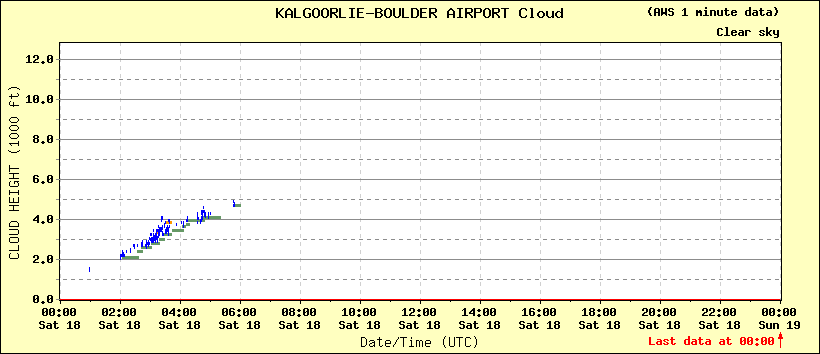 KALGOORLIE-BOULDER AIRPORT Cloud
(AWS 1 minute data)
Clear sky
CLOUD HEIGHT (1000 ft)
12.0
10.0
8.0
6.0
4.0
2.0
0.0
00:00 02:00 04:00 06:00 08:00 10:00 12:00 14:00 16:00 18:00 20:00 22:00 00:00
Sat 18 Sat 18 Sat 18 Sat 18 Sat 18 Sat 18 Sat 18 Sat 18 Sat 18 Sat 18 Sat 18 Sat 18 Sun 19
Date/Time (UTC)
Last data at 00:00